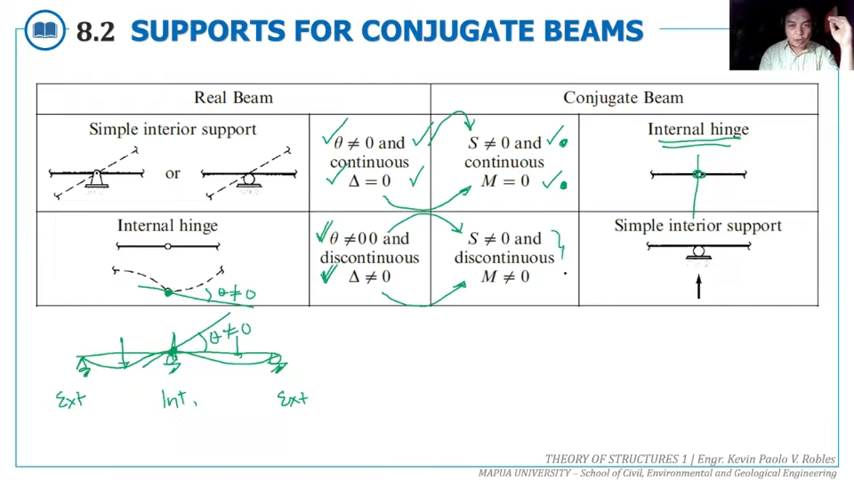 8.2 SUPPORTS FOR CONJUGATE BEAMS
Real Beam
Conjugate Beam
Simple interior support
or
θ ≠ 0 and
continuous
Δ = 0
S ≠ 0 and
continuous
M = 0
Internal hinge
Internal hinge
θ ≠00 and
discontinuous
Δ ≠ 0
S ≠ 0 and
discontinuous
M ≠ 0
Simple interior support
θ≠0
θ≠0
Ext
Int.
Ext
THEORY OF STRUCTURES 1 | Engr. Kevin Paolo V. Robles
MAPUA UNIVERSITY – School of Civil, Environmental and Geological Engineering